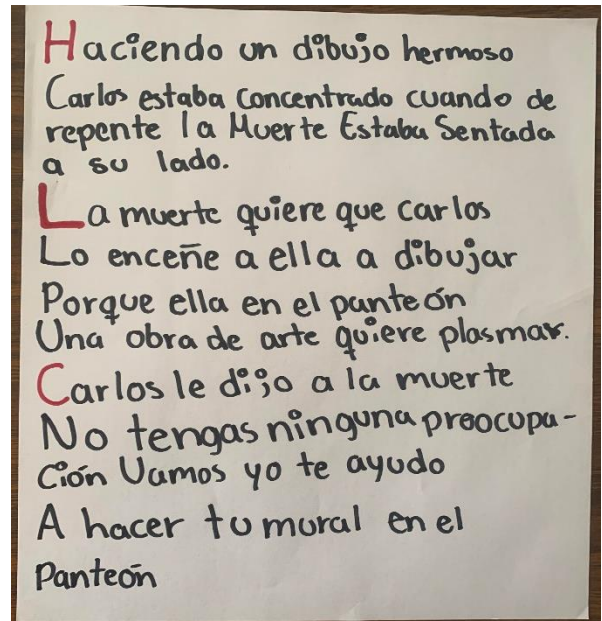 Haciendo un dibujo hermoso
Carlos estaba Concentrado cuando de
repente la Muerte Estaba Sentada
a su lado.
La muerte quiere que carlos
Lo enceñe a ella a dibujar
Porque ella en el panteón
Una obra de arte quiere plasmar.
Carlos le dijo a la muerte
No tengas ninguna preocupa-
Ción Vamos yo te ayudo
A hacer tu mural en el
Panteón